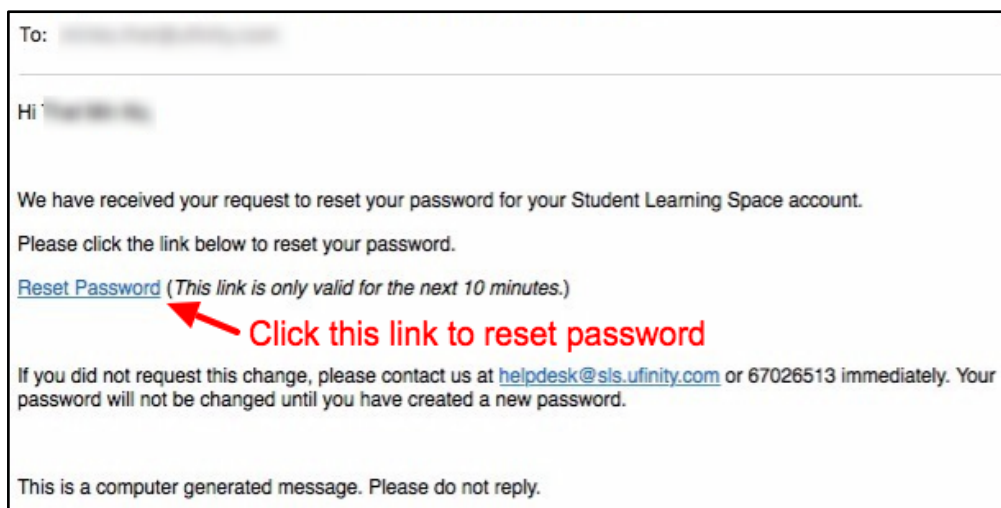 To:
Hi
We have received your request to reset your password for your Student Learning Space account.
Please click the link below to reset your password.
Reset Password (This link is only valid for the next 10 minutes.)
Click this link to reset password
If you did not request this change, please contact us at helpdesk@sls.ufinity.com or 67026513 immediately. Your
password will not be changed until you have created a new password.
This is a computer generated message. Please do not reply.